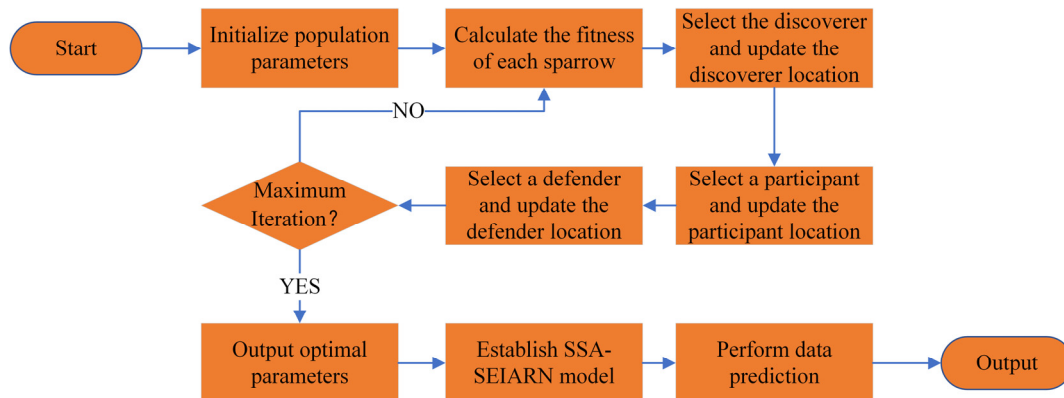 Start
Initialize population
parameters
Calculate the fitness
of each sparrow
Select the discoverer
and update the
discoverer location
NO
Maximum
Iteration？
Select a defender
and update the
defender location
Select a participant
and update the
participant location
YES
Output optimal
parameters
Establish SSA-
SEIARN model
Perform data
prediction
Output